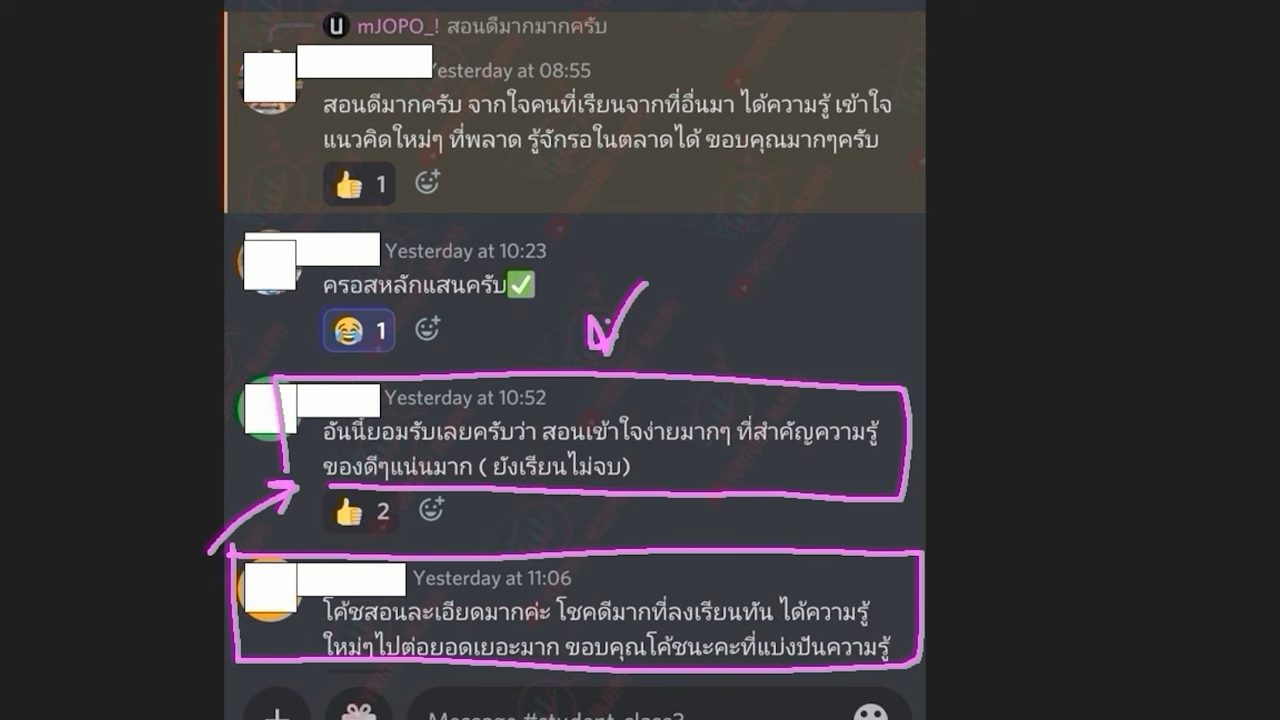 mJOPO_! สอนดีมากมากครับ
Yesterday at 08:55
สอนดีมากครับ จากใจคนที่เรียนจากที่อื่นมา ได้ความรู้ เข้าใจ
แนวคิดใหม่ๆ ที่พลาด รู้จักรอในตลาดได้ ขอบคุณมากๆครับ
1
Yesterday at 10:23
ครอสหลักแสนครับ
1
Yesterday at 10:52
อันนี้ยอมรับเลยครับว่า สอนเข้าใจง่ายมากๆ ที่สำคัญความรู้
ของดีๆแน่นมาก ( ยังเรียนไม่จบ)
2
Yesterday at 11:06
โค้ชสอนละเอียดมากค่ะ โชคดีมากที่ลงเรียนทัน ได้ความรู้
ใหม่ๆไปต่อยอดเยอะมาก ขอบคุณโค้ชนะคะที่แบ่งปันความรู้
Message #student-class3